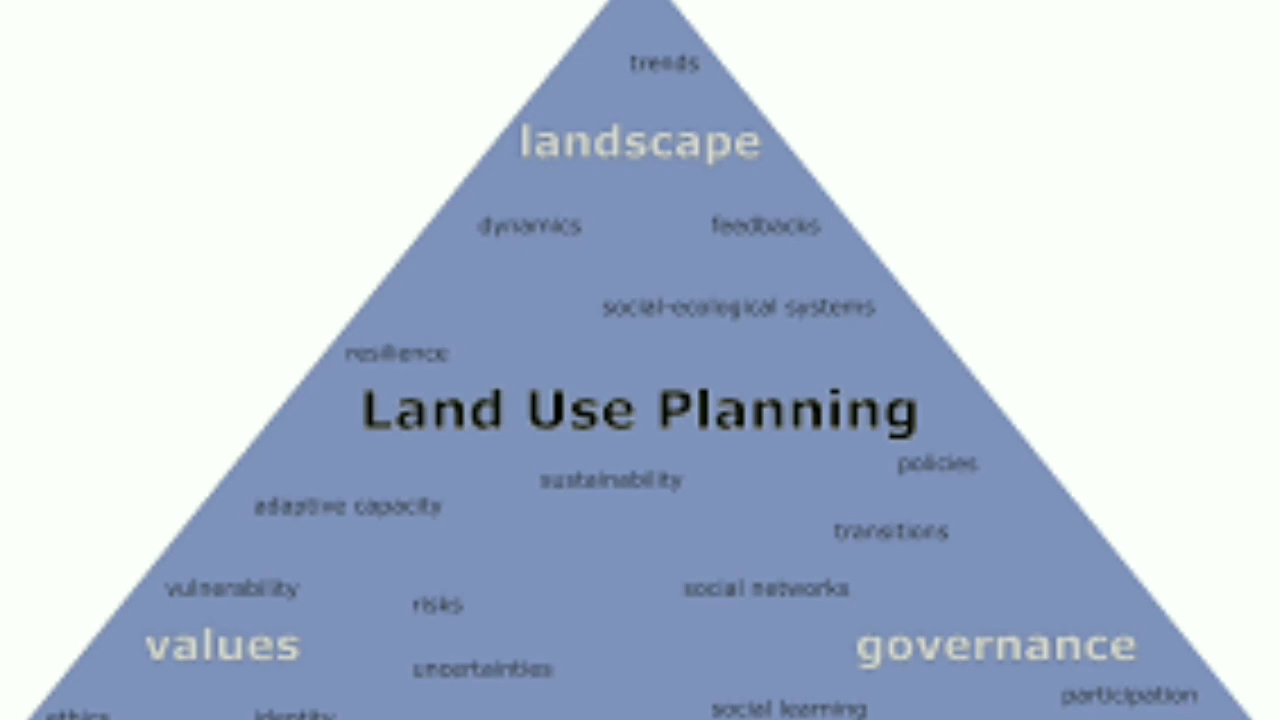 trends
landscape
dynamics feedbacks
social-ecological systems
resilience
Land Use Planning
policies
sustainability
adaptive capacity
transitions
vulnerability social networks
risks
values governance
uncertainties
participation
social learning
ethics identity